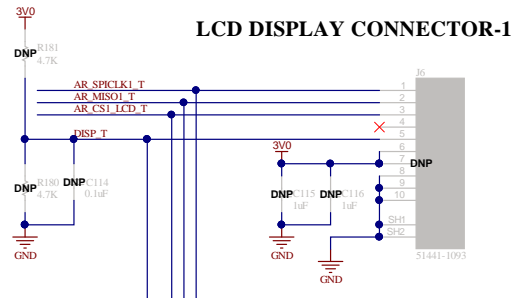 3V0
LCD DISPLAY CONNECTOR-1
DNP R181
4.7K
J6
AR_SPICLK1_T 1
AR_MISO1_T 2
AR_CS1_LCD_T 3
4
DISP_T 5
3V0 6
7 DNP
8
DNP R180 DNP C114 DNP C115 DNP C116 9
4.7K 0.1uF 1uF 1uF 10
SH1
SH2
GND GND GND 51441-1093